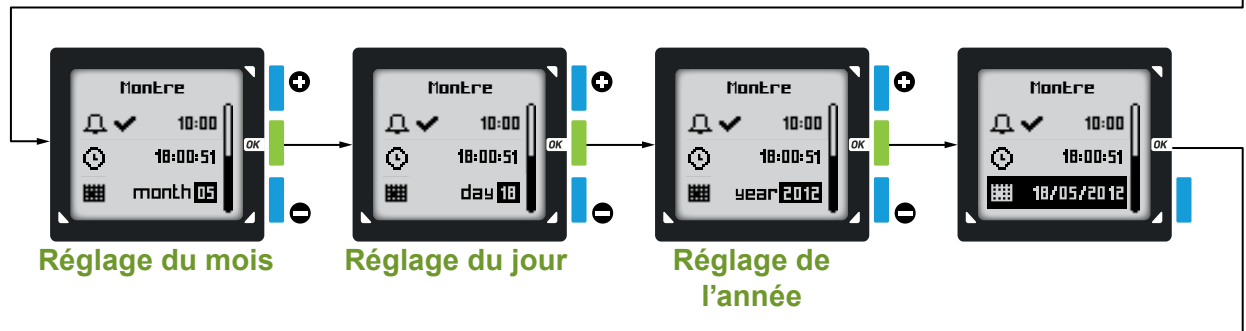 Montre
10:00
OK
18:00:51
month 05
Réglage du mois
Montre
10:00
OK
18:00:51
day 18
Réglage du jour
Montre
10:00
OK
18:00:51
year 2012
Réglage de
l'année
Montre
10:00
OK
18:00:51
18/05/2012